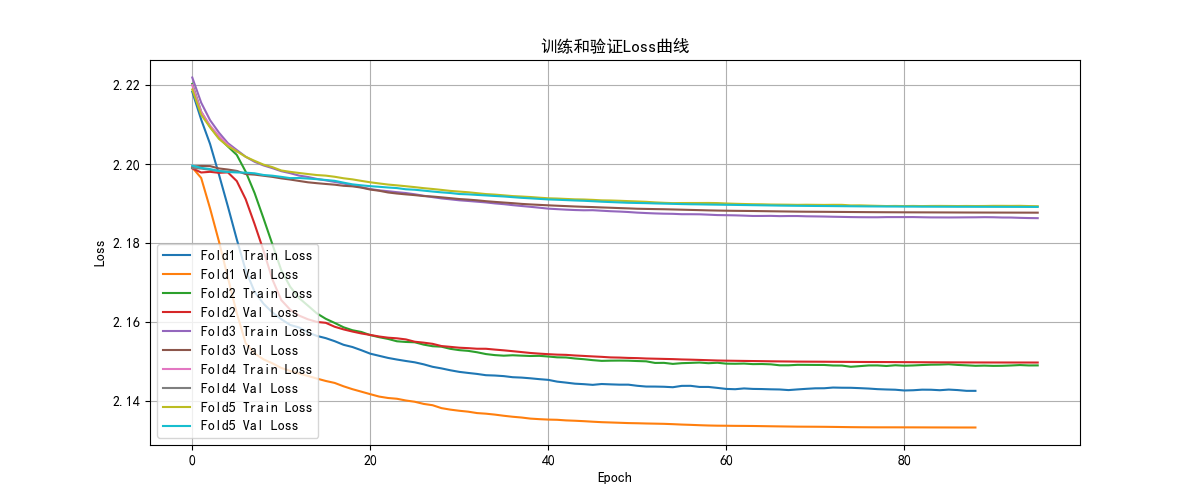 训练和验证Loss曲线
Loss
2.22
2.20
2.18
2.16
2.14
Fold1 Train Loss
Fold1 Val Loss
Fold2 Train Loss
Fold2 Val Loss
Fold3 Train Loss
Fold3 Val Loss
Fold4 Train Loss
Fold4 Val Loss
Fold5 Train Loss
Fold5 Val Loss
0 20 40 60 80
Epoch